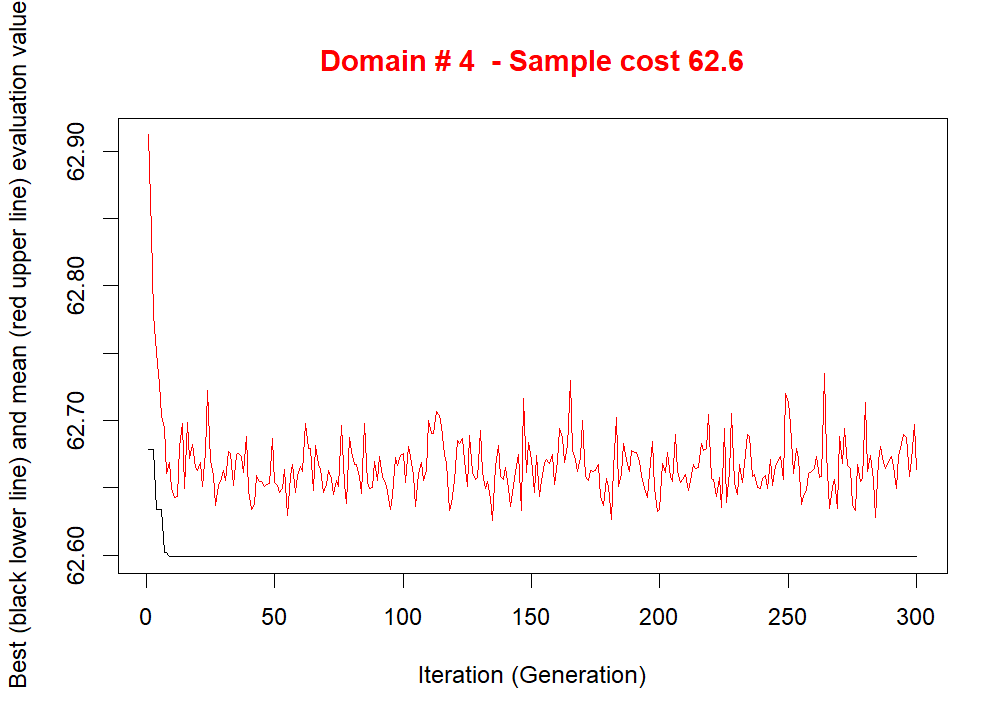 Domain # 4  - Sample cost 62.6
Best (black lower line) and mean (red upper line) evaluation value
62.90
62.80
62.70
62.60
0 50 100 150 200 250 300
Iteration (Generation)